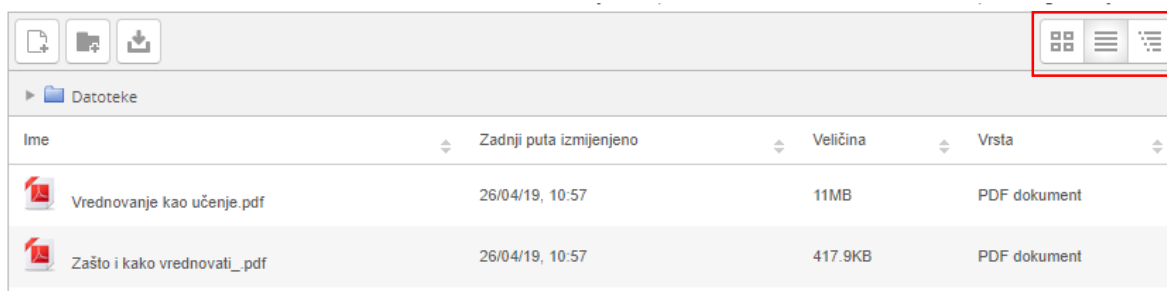 Datoteke
Ime Zadnji puta izmijenjeno Veličina Vrsta
Vrednovanje kao učenje.pdf 26/04/19, 10:57 11MB PDF dokument
Zašto i kako vrednovati_.pdf 26/04/19, 10:57 417.9KB PDF dokument